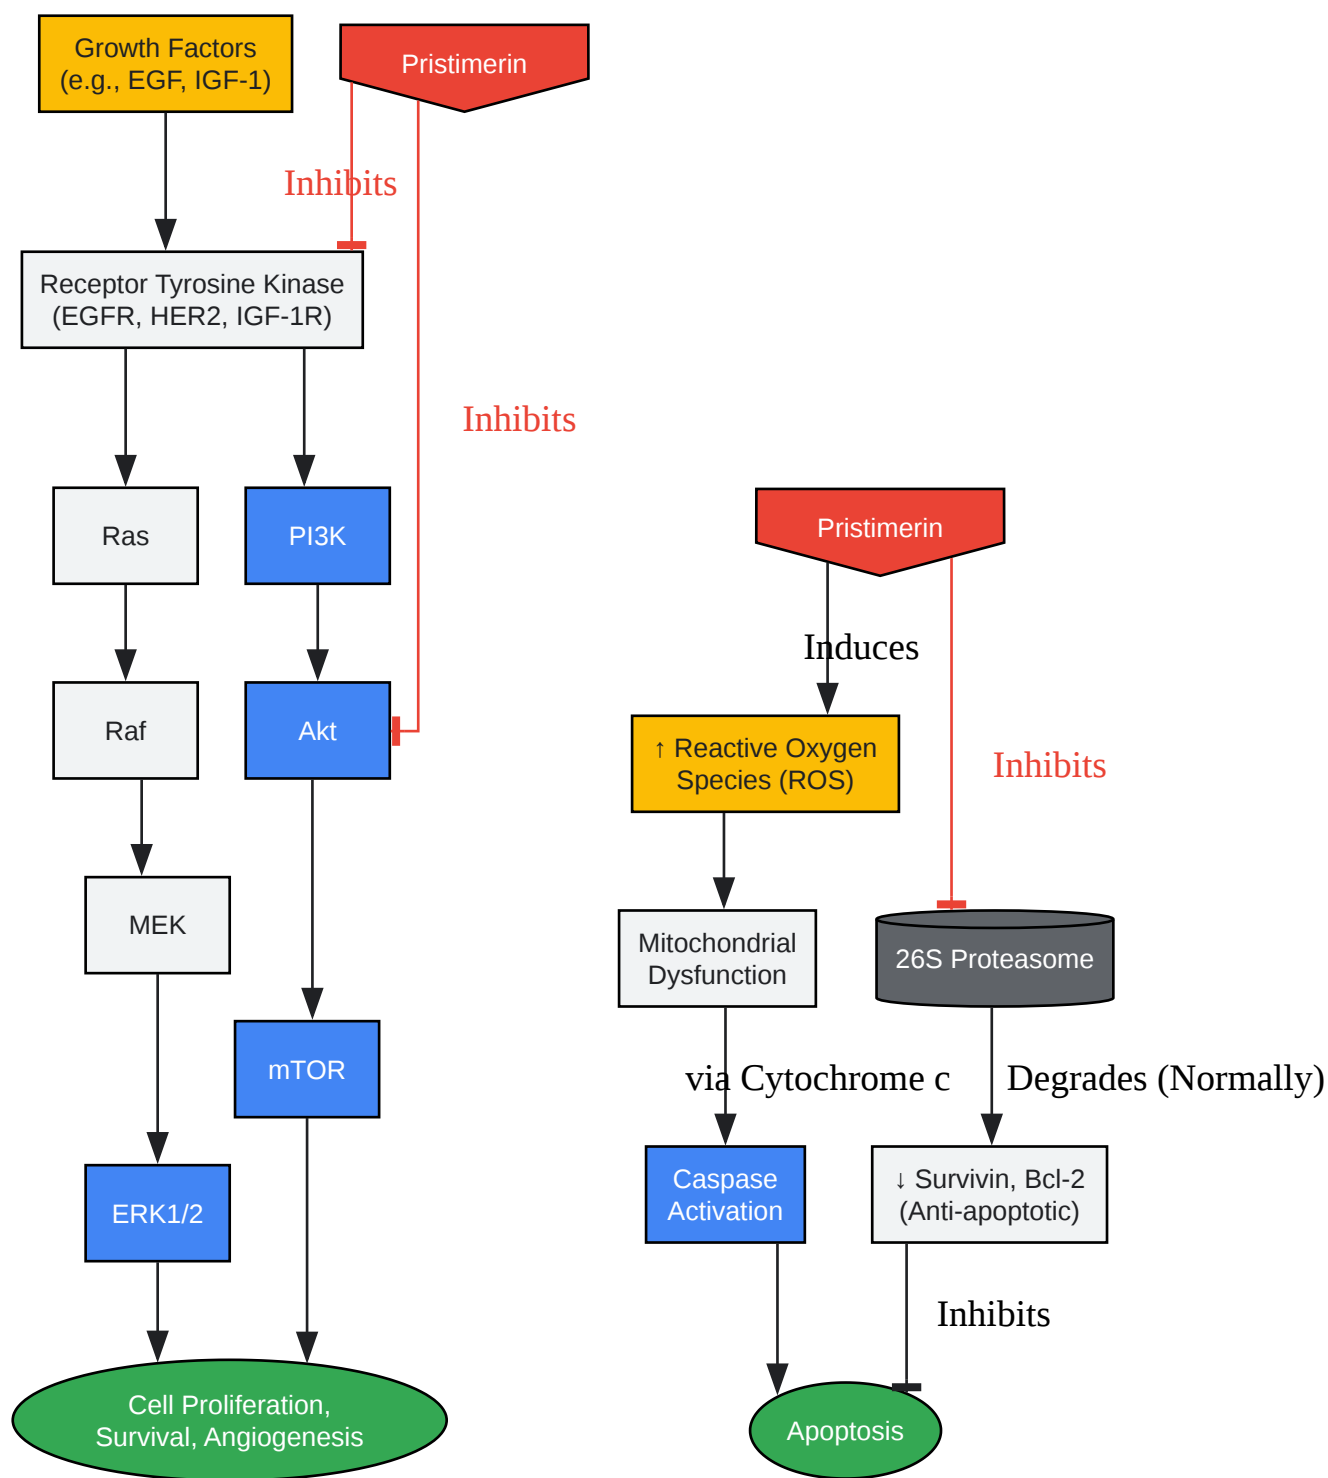 Growth Factors
(e.g., EGF, IGF-1)
Pristimerin
Inhibits
Receptor Tyrosine Kinase
(EGFR, HER2, IGF-1R)
Inhibits
Ras
PI3K
Raf
Akt
MEK
mTOR
ERK1/2
Cell Proliferation,
Survival, Angiogenesis
Pristimerin
Induces
↑ Reactive Oxygen
Species (ROS)
Inhibits
Mitochondrial
Dysfunction
26S Proteasome
via Cytochrome c
Degrades (Normally)
Caspase
Activation
↓ Survivin, Bcl-2
(Anti-apoptotic)
Inhibits
Apoptosis